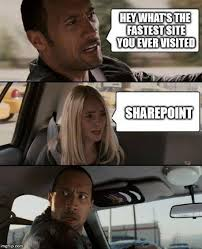 HEY WHAT'S THE
FASTEST SITE
YOU EVER VISITED
SHAREPOINT
imgflip.com